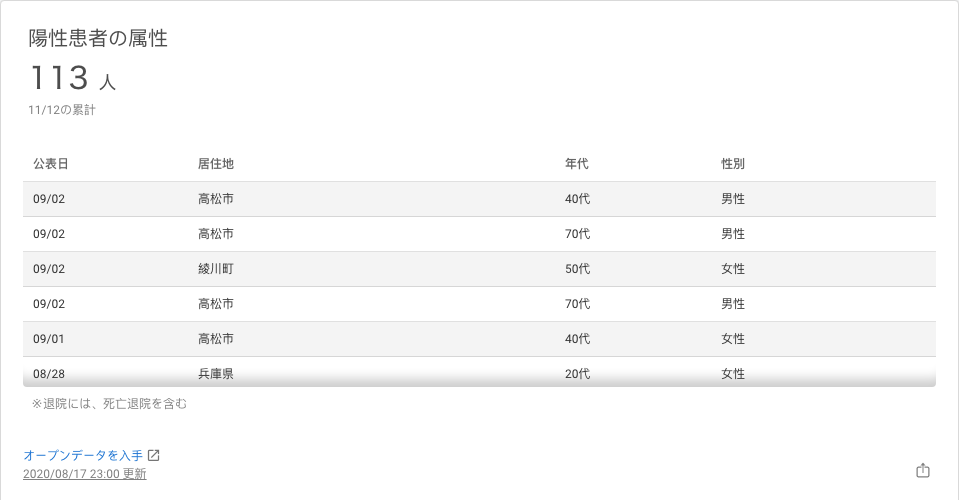 陽性患者の属性
113 人
11/12の累計
公表日 居住地 年代 性別
09/02 高松市 40代 男性
09/02 高松市 70代 男性
09/02 綾川町 50代 女性
09/02 高松市 70代 男性
09/01 高松市 40代 女性
08/28 兵庫県 20代 女性
※退院には、死亡退院を含む
オープンデータを入手
2020/08/17 23:00 更新